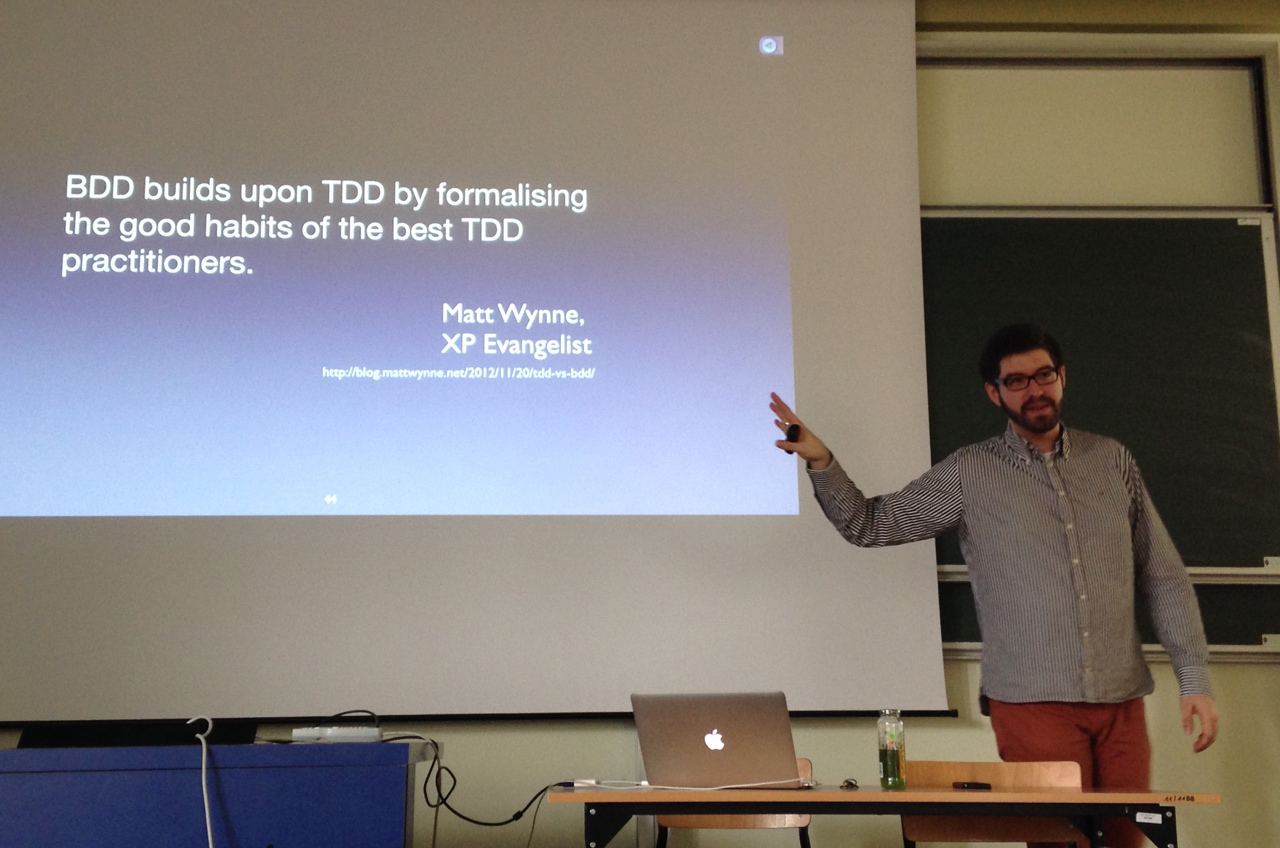 BDD builds upon TDD by formalising
the good habits of the best TDD
practitioners.
Matt Wynne,
XP Evangelist
http://blog.mattwynne.net/2012/11/20/tdd-vs-bdd/